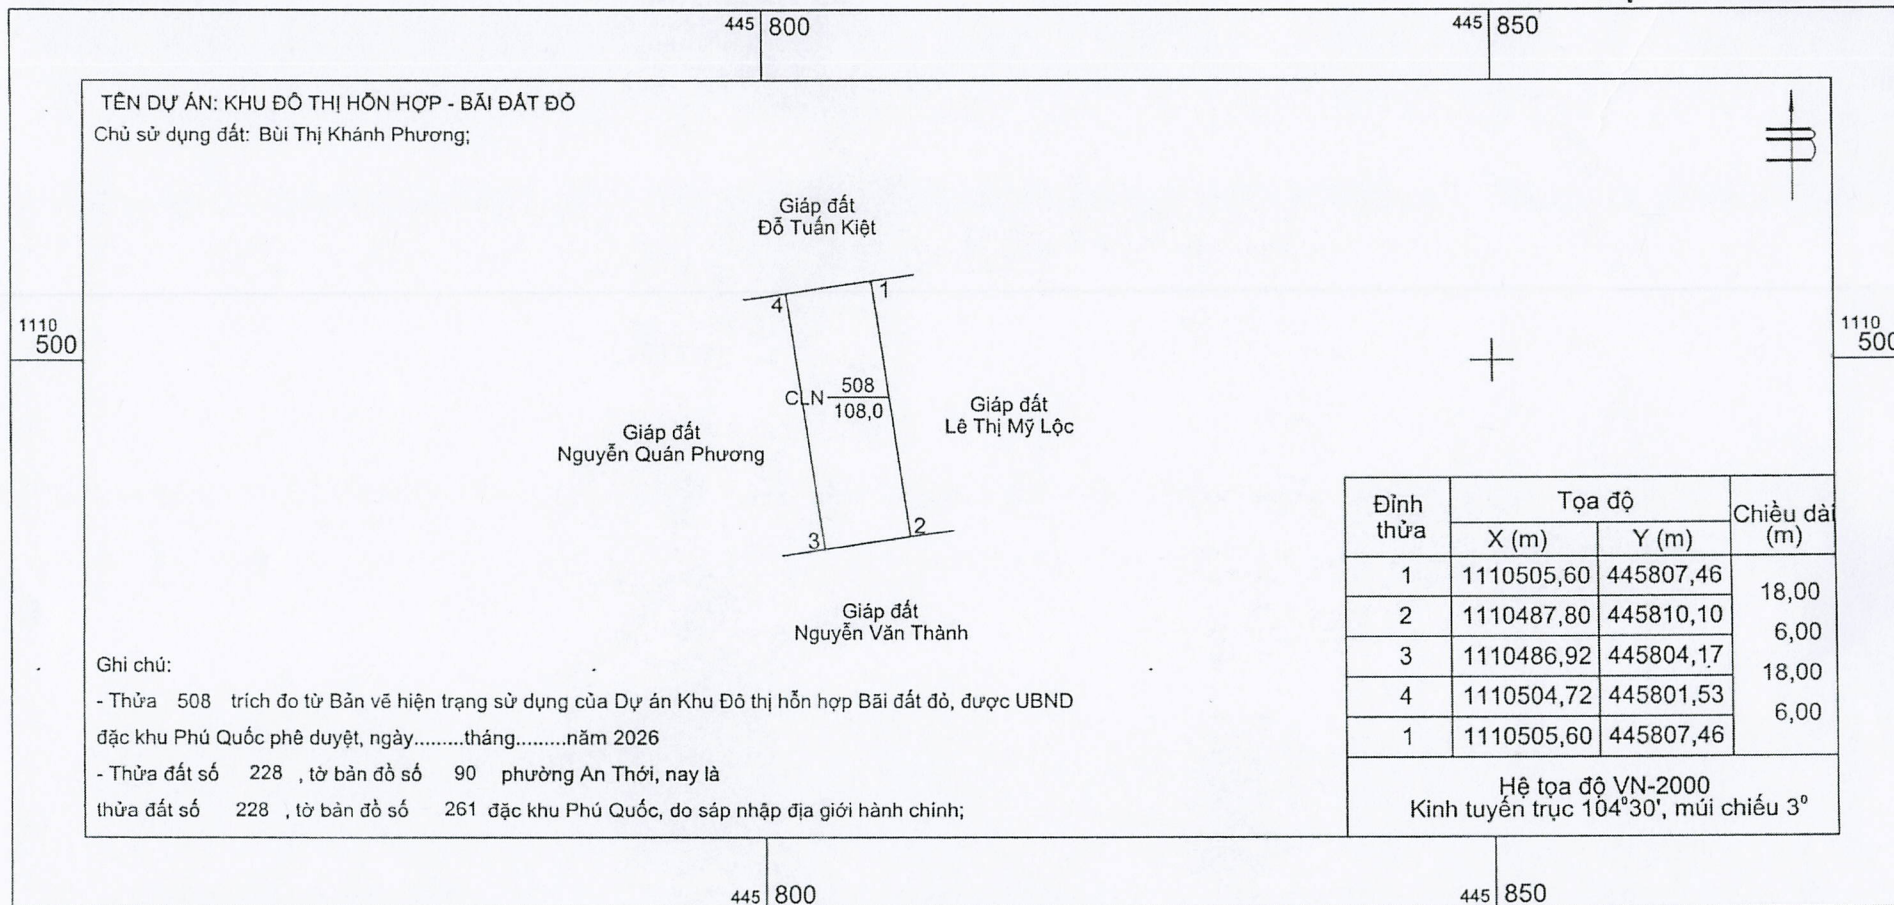 445 800
445 850
TÊN DỰ ÁN: KHU ĐÔ THỊ HỖN HỢP - BÃI ĐẤT ĐỎ
Chủ sử dụng đất: Bùi Thị Khánh Phương;
Giáp đất
Đỗ Tuấn Kiệt
4
1
1110
500
1110
500
CLN 508
108,0
Giáp đất
Lê Thị Mỹ Lộc
Giáp đất
Nguyễn Quán Phương
3
2
Giáp đất
Nguyễn Văn Thành
Đỉnh thửa Tọa độ Chiều dài (m)
X (m) Y (m)
1 1110505,60 445807,46
18,00
2 1110487,80 445810,10
6,00
3 1110486,92 445804,17
18,00
4 1110504,72 445801,53
6,00
1 1110505,60 445807,46
Hệ tọa độ VN-2000
Kinh tuyến trục 104°30', múi chiếu 3°
Ghi chú:
- Thửa 508 trích đo từ Bản vẽ hiện trạng sử dụng của Dự án Khu Đô thị hỗn hợp Bãi đất đỏ, được UBND
đặc khu Phú Quốc phê duyệt, ngày.........tháng.........năm 2026
- Thửa đất số 228 , tờ bản đồ số 90 phường An Thới, nay là
thửa đất số 228 , tờ bản đồ số 261 đặc khu Phú Quốc, do sáp nhập địa giới hành chính;
445 800
445 850